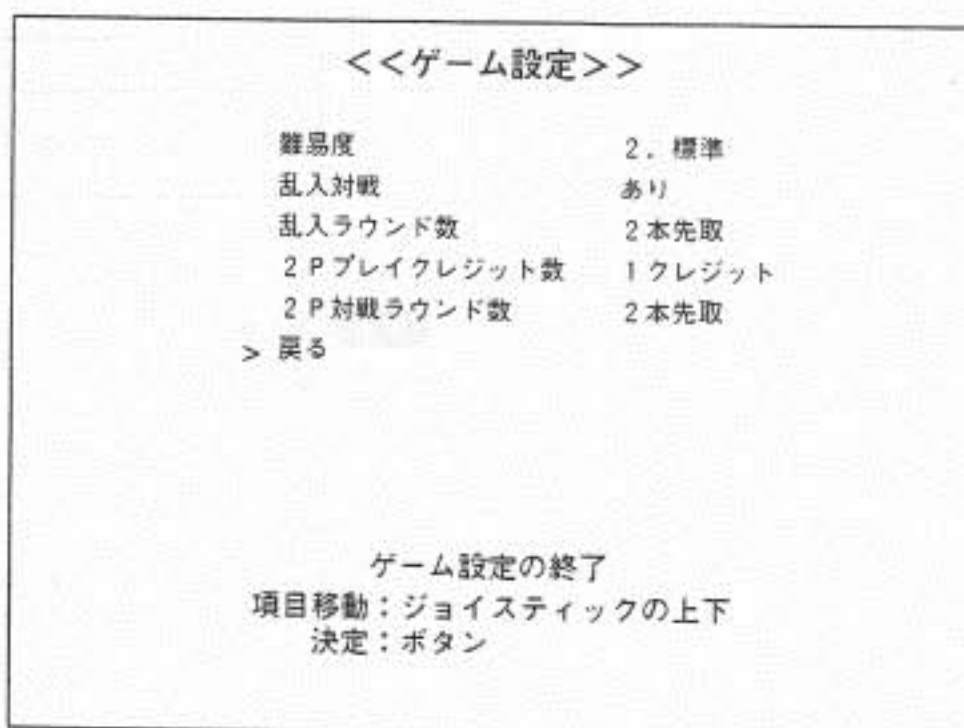 <<ゲーム設定>>
難易度 2. 標準
乱入対戦 あり
乱入ラウンド数 2本先取
2Pプレイクレジット数 1クレジット
2P対戦ラウンド数 2本先取
> 戻る
ゲーム設定の終了
項目移動:ジョイスティックの上下
決定:ボタン